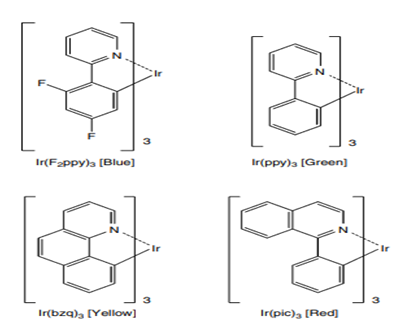 N
Ir
F
F
3
Ir(F₂ppy)₃ [Blue]
N
Ir
3
Ir(ppy)₃ [Green]
N
Ir
3
Ir(bzq)₃ [Yellow]
N
Ir
3
Ir(pic)₃ [Red]